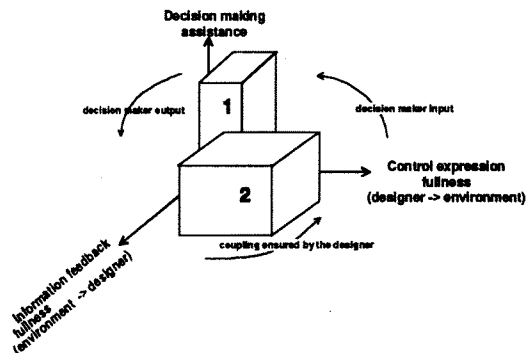 Decision making
assistance
decision maker output
1
decision maker input
2
Control expression
fullness
(designer -> environment)
coupling ensured by the designer
Information feedback
fullness
(environment -> designer)